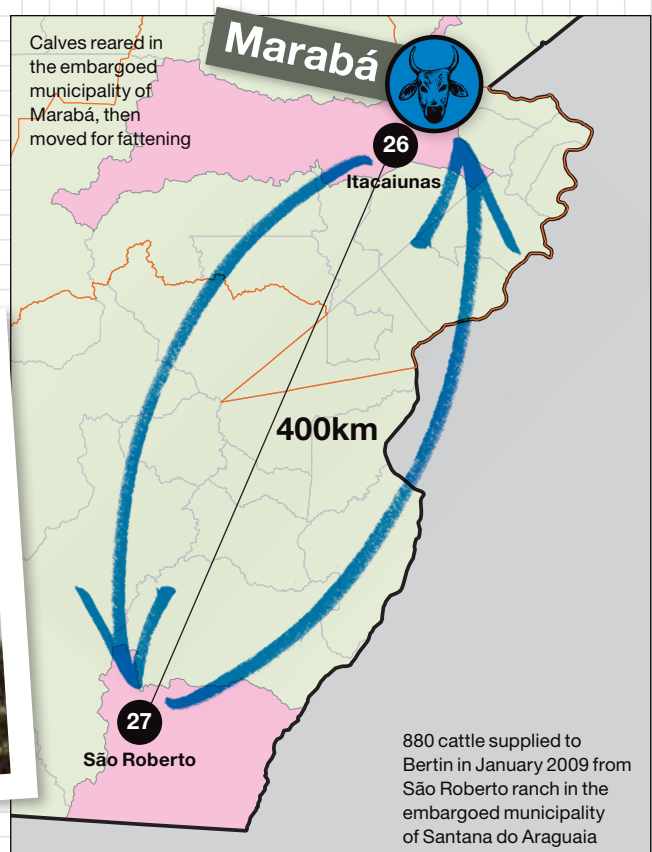 Calves reared in
the embargoed
municipality of
Marabá, then
moved for fattening
Marabá
26
Itacaiunas
400km
27
São Roberto
880 cattle supplied to
Bertin in January 2009 from
São Roberto ranch in the
embargoed municipality
of Santana do Araguaia